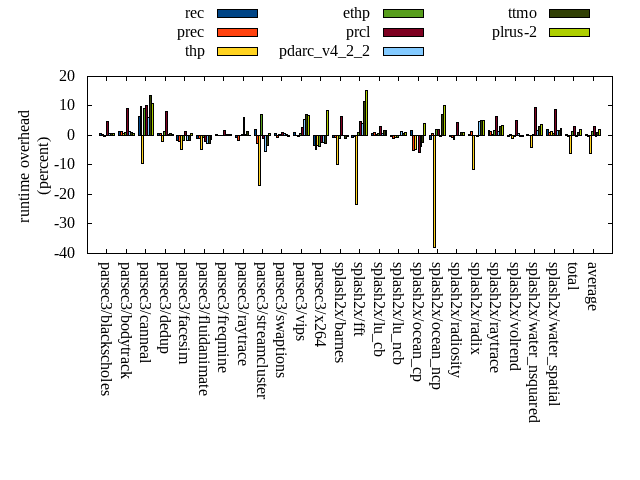 rec ethp ttmo
prec prcl plrus-2
thp pdarc_v4_2_2
20
10
0
-10
-20
-30
-40
runtime overhead
(percent)
parsec3/blackscholes
parsec3/bodytrack
parsec3/canneal
parsec3/dedup
parsec3/facesim
parsec3/fluidanimate
parsec3/freqmine
parsec3/raytrace
parsec3/streamcluster
parsec3/swaptions
parsec3/vips
parsec3/x264
splash2x/barnes
splash2x/fft
splash2x/lu_cb
splash2x/lu_ncb
splash2x/ocean_cp
splash2x/ocean_ncp
splash2x/radiosity
splash2x/radix
splash2x/raytrace
splash2x/volrend
splash2x/water_nsquared
splash2x/water_spatial
total
average